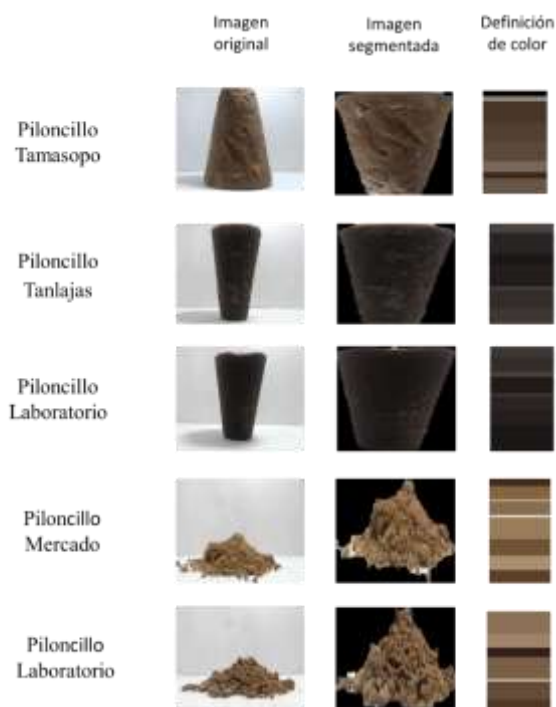 Imagen
original
Imagen
segmentada
Definición
de color
Piloncillo
Tamasopo
Piloncillo
Tanlajas
Piloncillo
Laboratorio
Piloncillo
Mercado
Piloncillo
Laboratorio